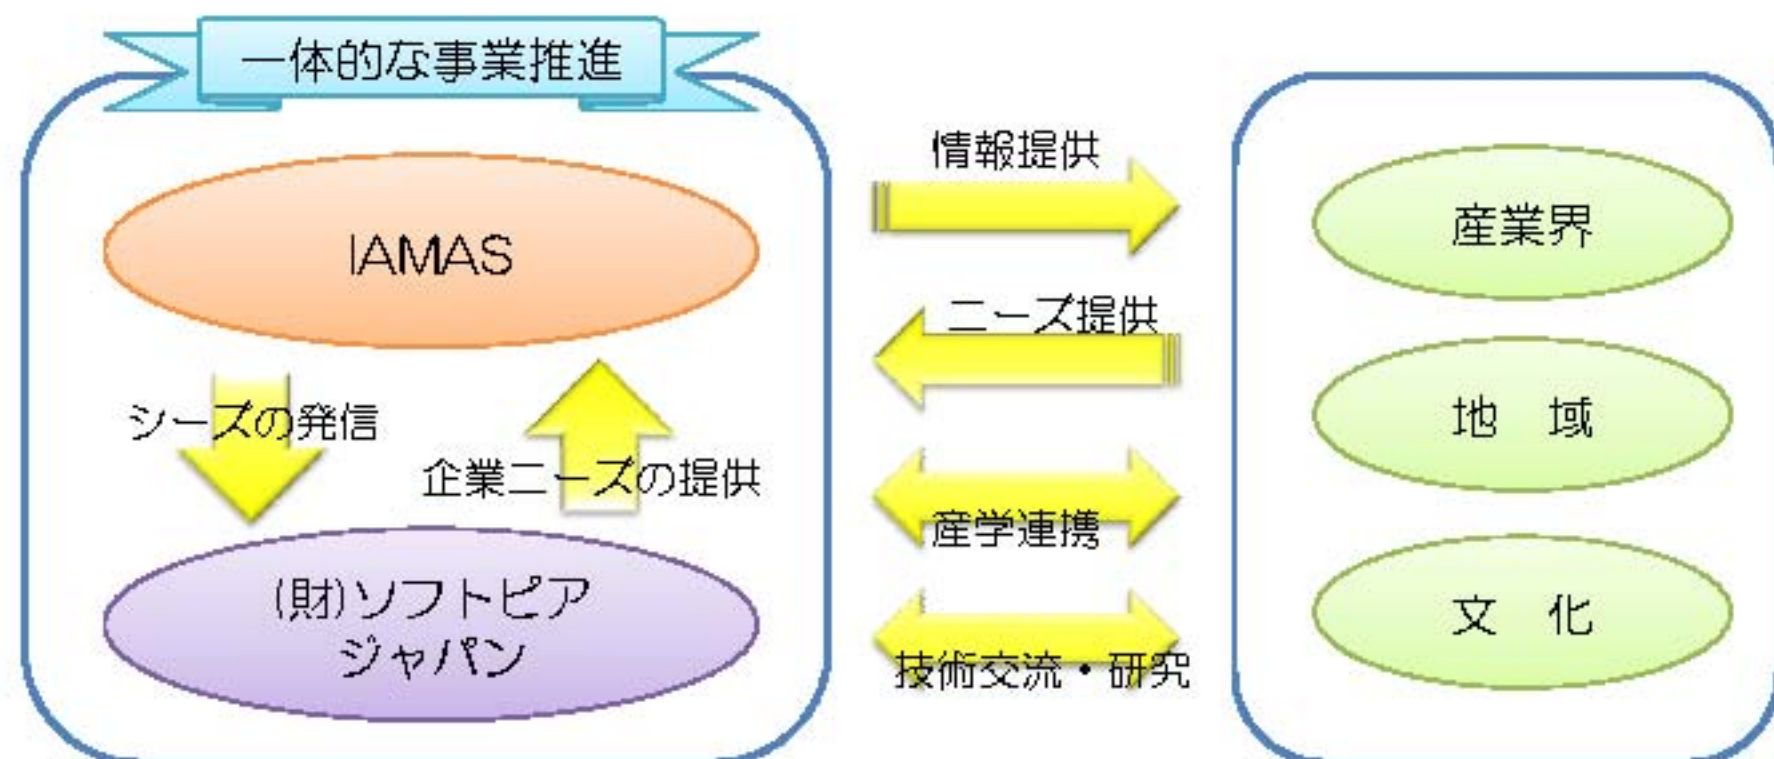 一体的な事業推進
IAMAS
シーズの発信
企業ニーズの提供
(財)ソフトピア
ジャパン
情報提供
ニーズ提供
産学連携
技術交流・研究
産業界
地　域
文　化